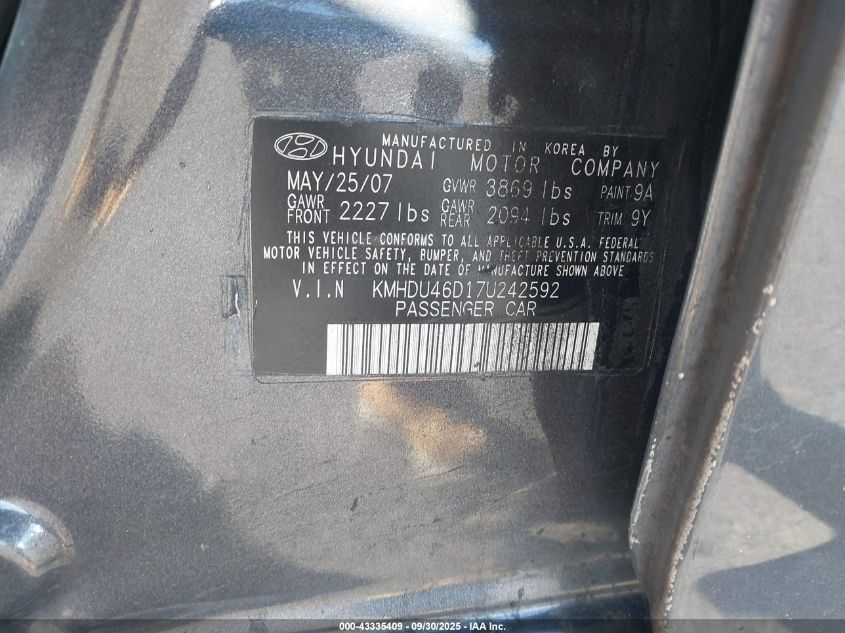 MANUFACTURED IN KOREA BY
HYUNDAI MOTOR COMPANY
MAY/25/07 GVWR 3869 lbs PAINT 9A
GAWR FRONT 2227 lbs GAWR REAR 2094 lbs TRIM 9Y
THIS VEHICLE CONFORMS TO ALL APPLICABLE U.S.A. FEDERAL
MOTOR VEHICLE SAFETY, BUMPER, AND THEFT PREVENTION STANDARDS
IN EFFECT ON THE DATE OF MANUFACTURE SHOWN ABOVE
V.I.N KMHDU46D17U242592
PASSENGER CAR
000-43335409 - 09/30/2025 - IAA Inc.